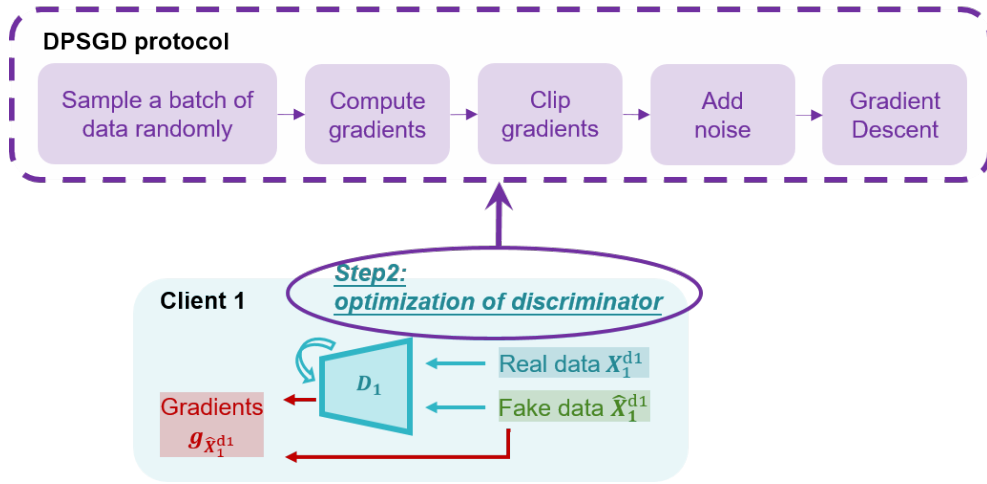 DPSGD protocol
Sample a batch of
data randomly
Compute
gradients
Clip
gradients
Add
noise
Gradient
Descent
Step2:
optimization of discriminator
Client 1
D₁
Real data X₁ᵈ¹
Fake data X̂₁ᵈ¹
Gradients
g_X̂₁ᵈ¹